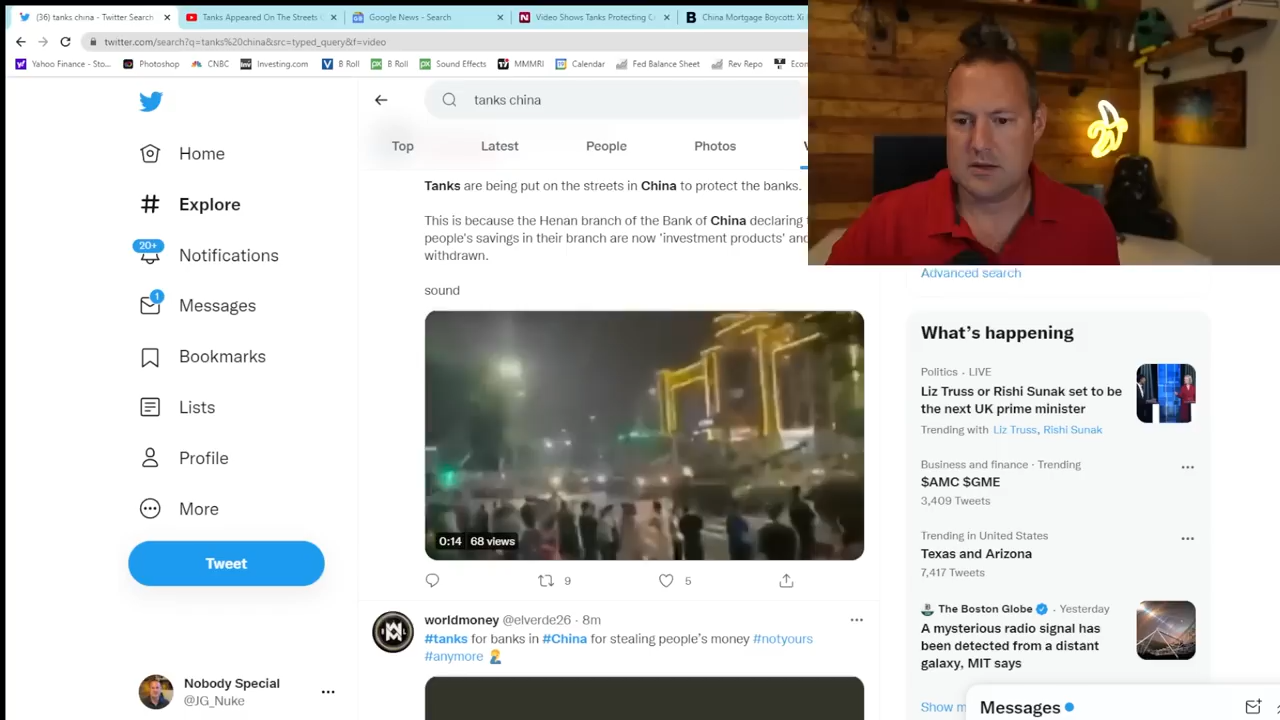 (36) tanks china - Twitter Search
Tanks Appeared On The Streets
Google News - Search
Video Shows Tanks Protecting C
China Mortgage Boycott: Xi
twitter.com/search?q=tanks%20china&src=typed_query&f=video
Yahoo Finance - Sto...
Photoshop
CNBC
Investing.com
B Roll
B Roll
Sound Effects
MMMRI
Calendar
Fed Balance Sheet
Rev Repo
tanks china
Home
Explore
20+
Notifications
1
Messages
Bookmarks
Lists
Profile
More
Tweet
Nobody Special
@JG_Nuke
Top
Latest
People
Photos
Tanks are being put on the streets in China to protect the banks.
This is because the Henan branch of the Bank of China declaring
people's savings in their branch are now 'investment products' and
withdrawn.
sound
0:14 68 views
9
5
worldmoney @elverde26 · 8m
#tanks for banks in #China for stealing people's money #notyours
#anymore
Advanced search
What's happening
Politics · LIVE
Liz Truss or Rishi Sunak set to be
the next UK prime minister
Trending with Liz Truss, Rishi Sunak
Business and finance · Trending
$AMC $GME
3,409 Tweets
Trending in United States
Texas and Arizona
7,417 Tweets
The Boston Globe · Yesterday
A mysterious radio signal has
been detected from a distant
galaxy, MIT says
Show
Messages